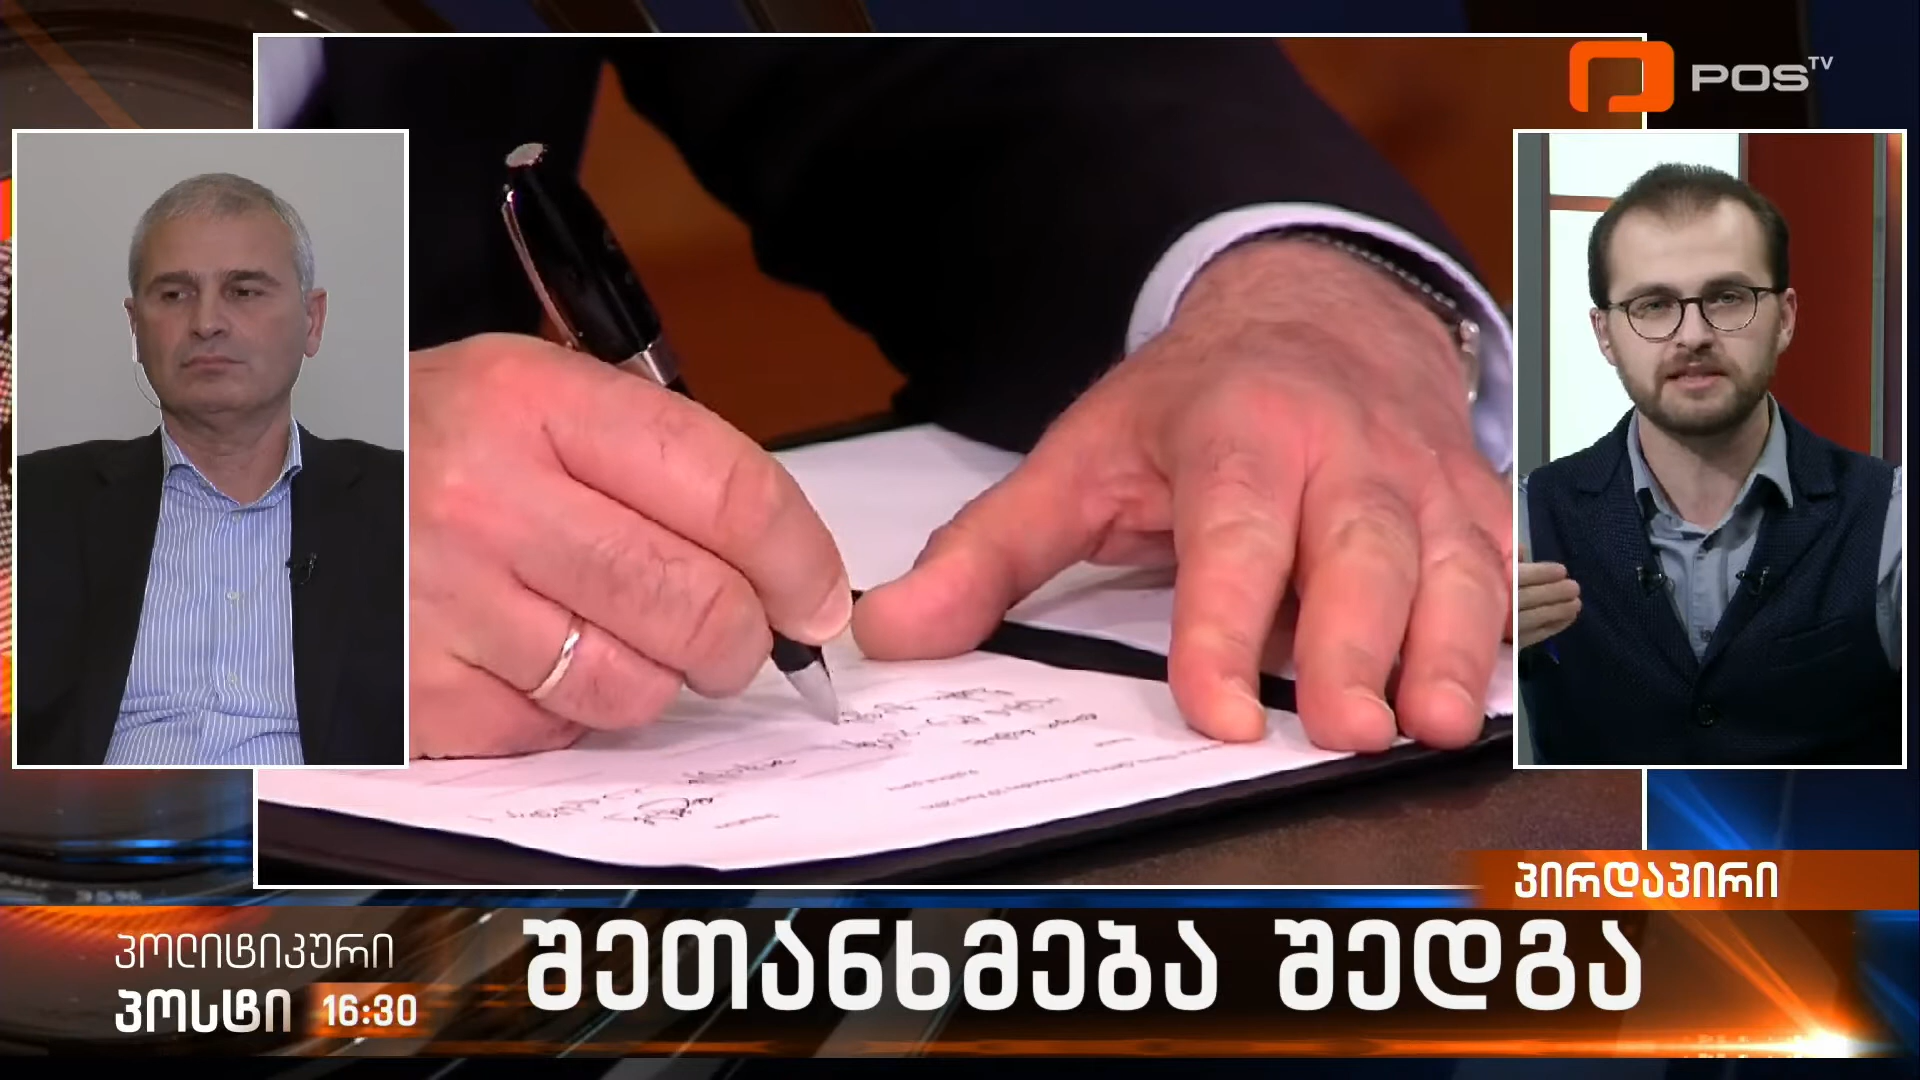 POS TV
პირდაპირი
შეთანხმება შედგა
პოლიტიკური
პოსტი 16:30